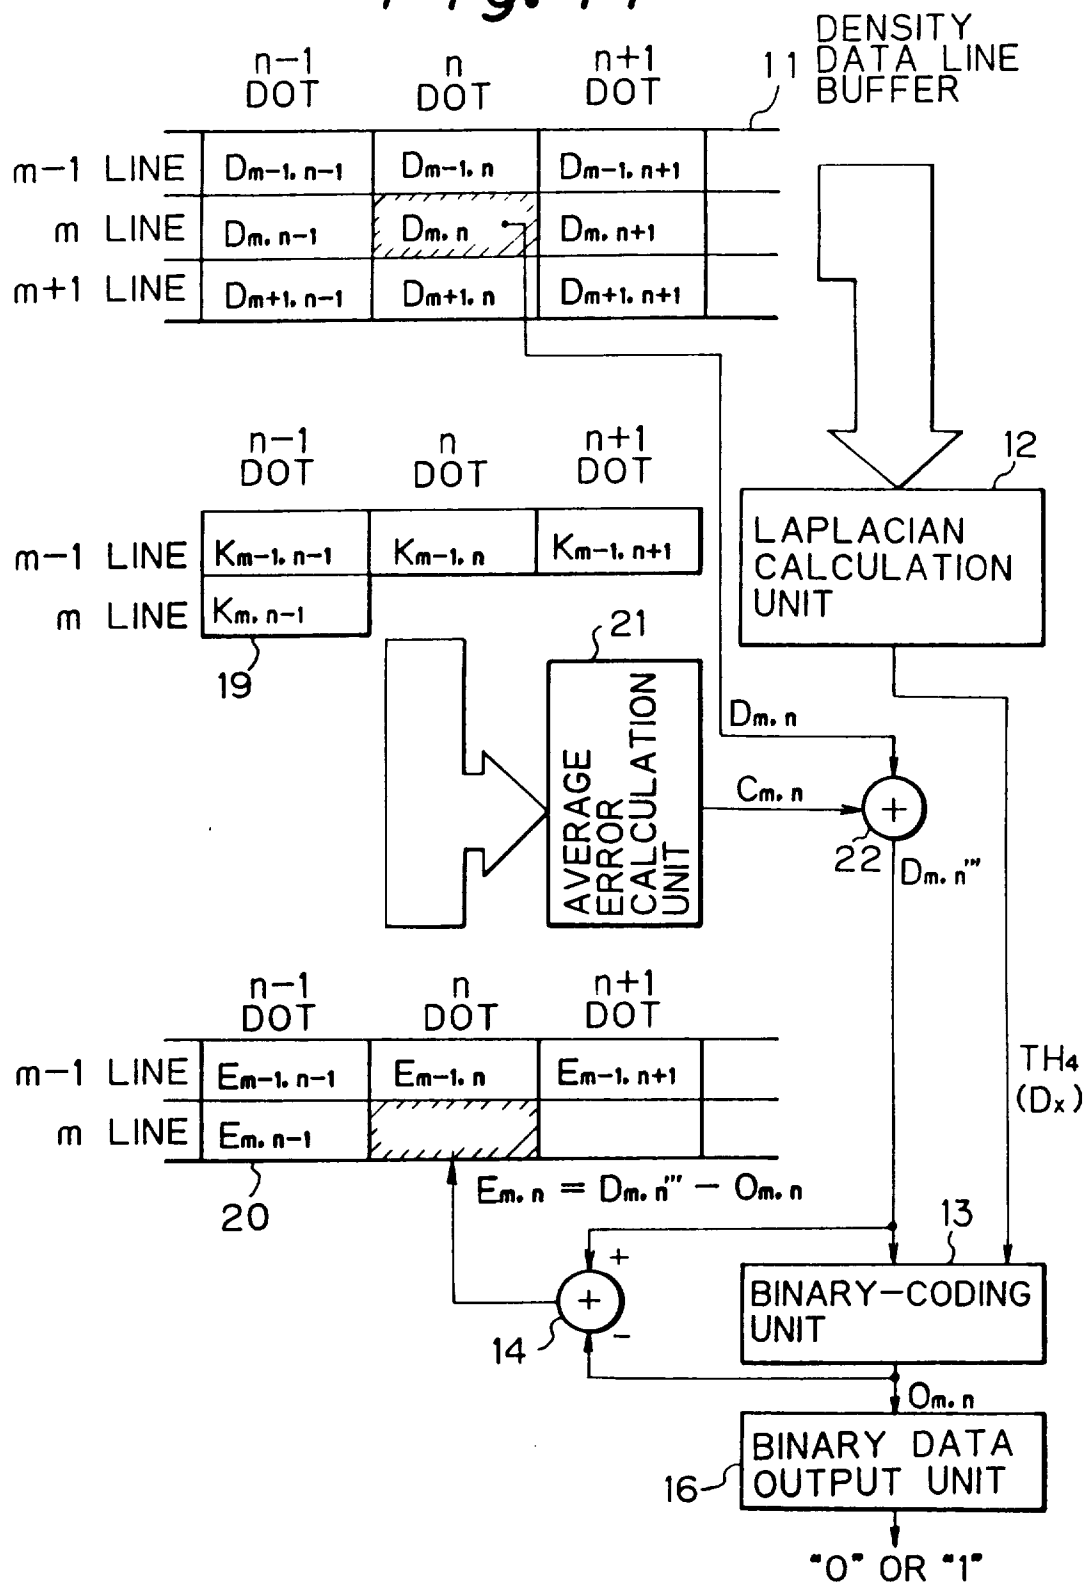 DENSITY
DATA LINE
BUFFER
11
n-1 DOT
n DOT
n+1 DOT
m-1 LINE Dm-1. n-1 Dm-1. n Dm-1. n+1
m LINE Dm. n-1 Dm. n Dm. n+1
m+1 LINE Dm+1. n-1 Dm+1. n Dm+1. n+1
n-1 DOT
n DOT
n+1 DOT
m-1 LINE Km-1. n-1 Km-1. n Km-1. n+1
m LINE Km. n-1
19
12
LAPLACIAN
CALCULATION
UNIT
21
AVERAGE
ERROR
CALCULATION
UNIT
Dm. n
Cm. n
+
22
Dm. n'''
n-1 DOT
n DOT
n+1 DOT
m-1 LINE Em-1. n-1 Em-1. n Em-1. n+1
m LINE Em. n-1
20
Em. n = Dm. n''' - Om. n
TH4
(Dx)
+
+
-
14
13
BINARY-CODING
UNIT
Om. n
BINARY DATA
OUTPUT UNIT
16
"0" OR "1"